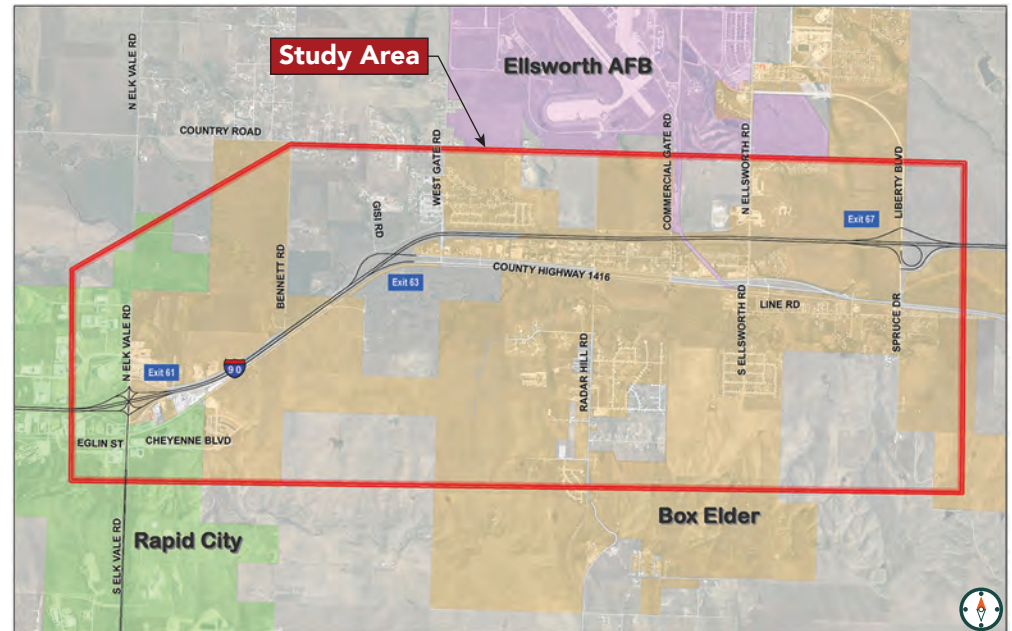 N ELK VALE RD
Study Area
Ellsworth AFB
COUNTRY ROAD
WEST GATE RD
COMMERCIAL GATE RD
N ELLSWORTH RD
LIBERTY BLVD
GISI RD
Exit 67
BENNETT RD
COUNTY HIGHWAY 1416
Exit 63
LINE RD
N ELK VALE RD
S ELLSWORTH RD
SPRUCE DR
RADAR HILL RD
Exit 61
90
EGLIN ST
CHEYENNE BLVD
Rapid City
Box Elder
S ELK VALE RD